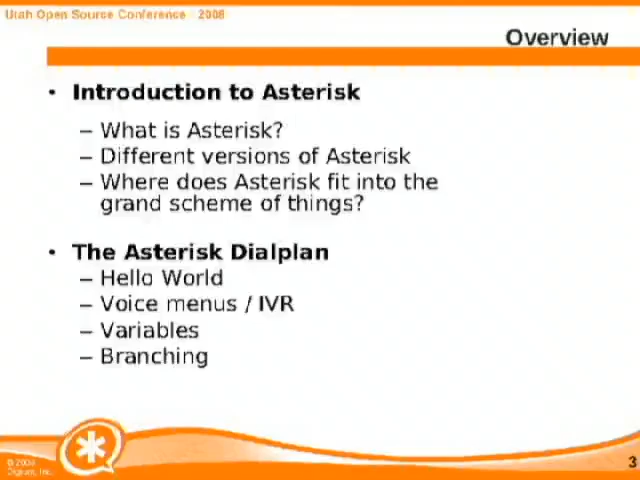 Utah Open Source Conference - 2008
Overview
• Introduction to Asterisk
– What is Asterisk?
– Different versions of Asterisk
– Where does Asterisk fit into the
grand scheme of things?
• The Asterisk Dialplan
– Hello World
– Voice menus / IVR
– Variables
– Branching
© 2008
Digium, Inc.
3